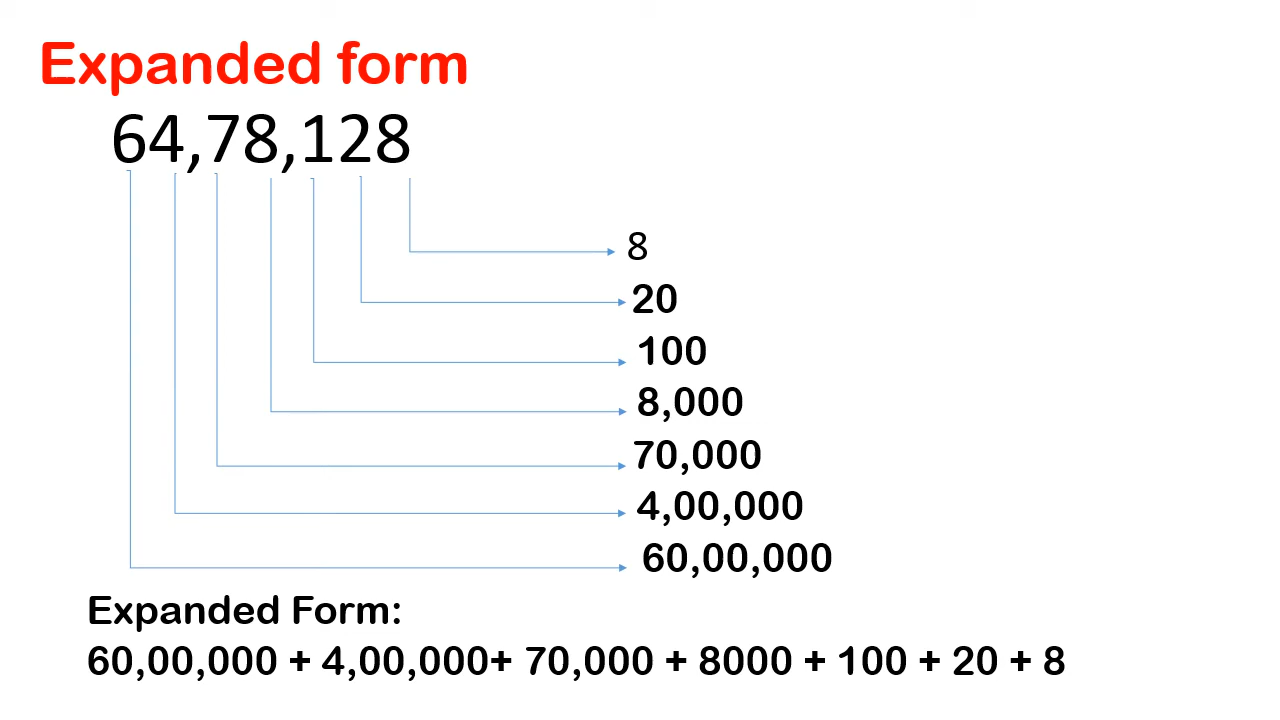 Expanded form
64,78,128
8
20
100
8,000
70,000
4,00,000
60,00,000
Expanded Form:
60,00,000 + 4,00,000+ 70,000 + 8000 + 100 + 20 + 8